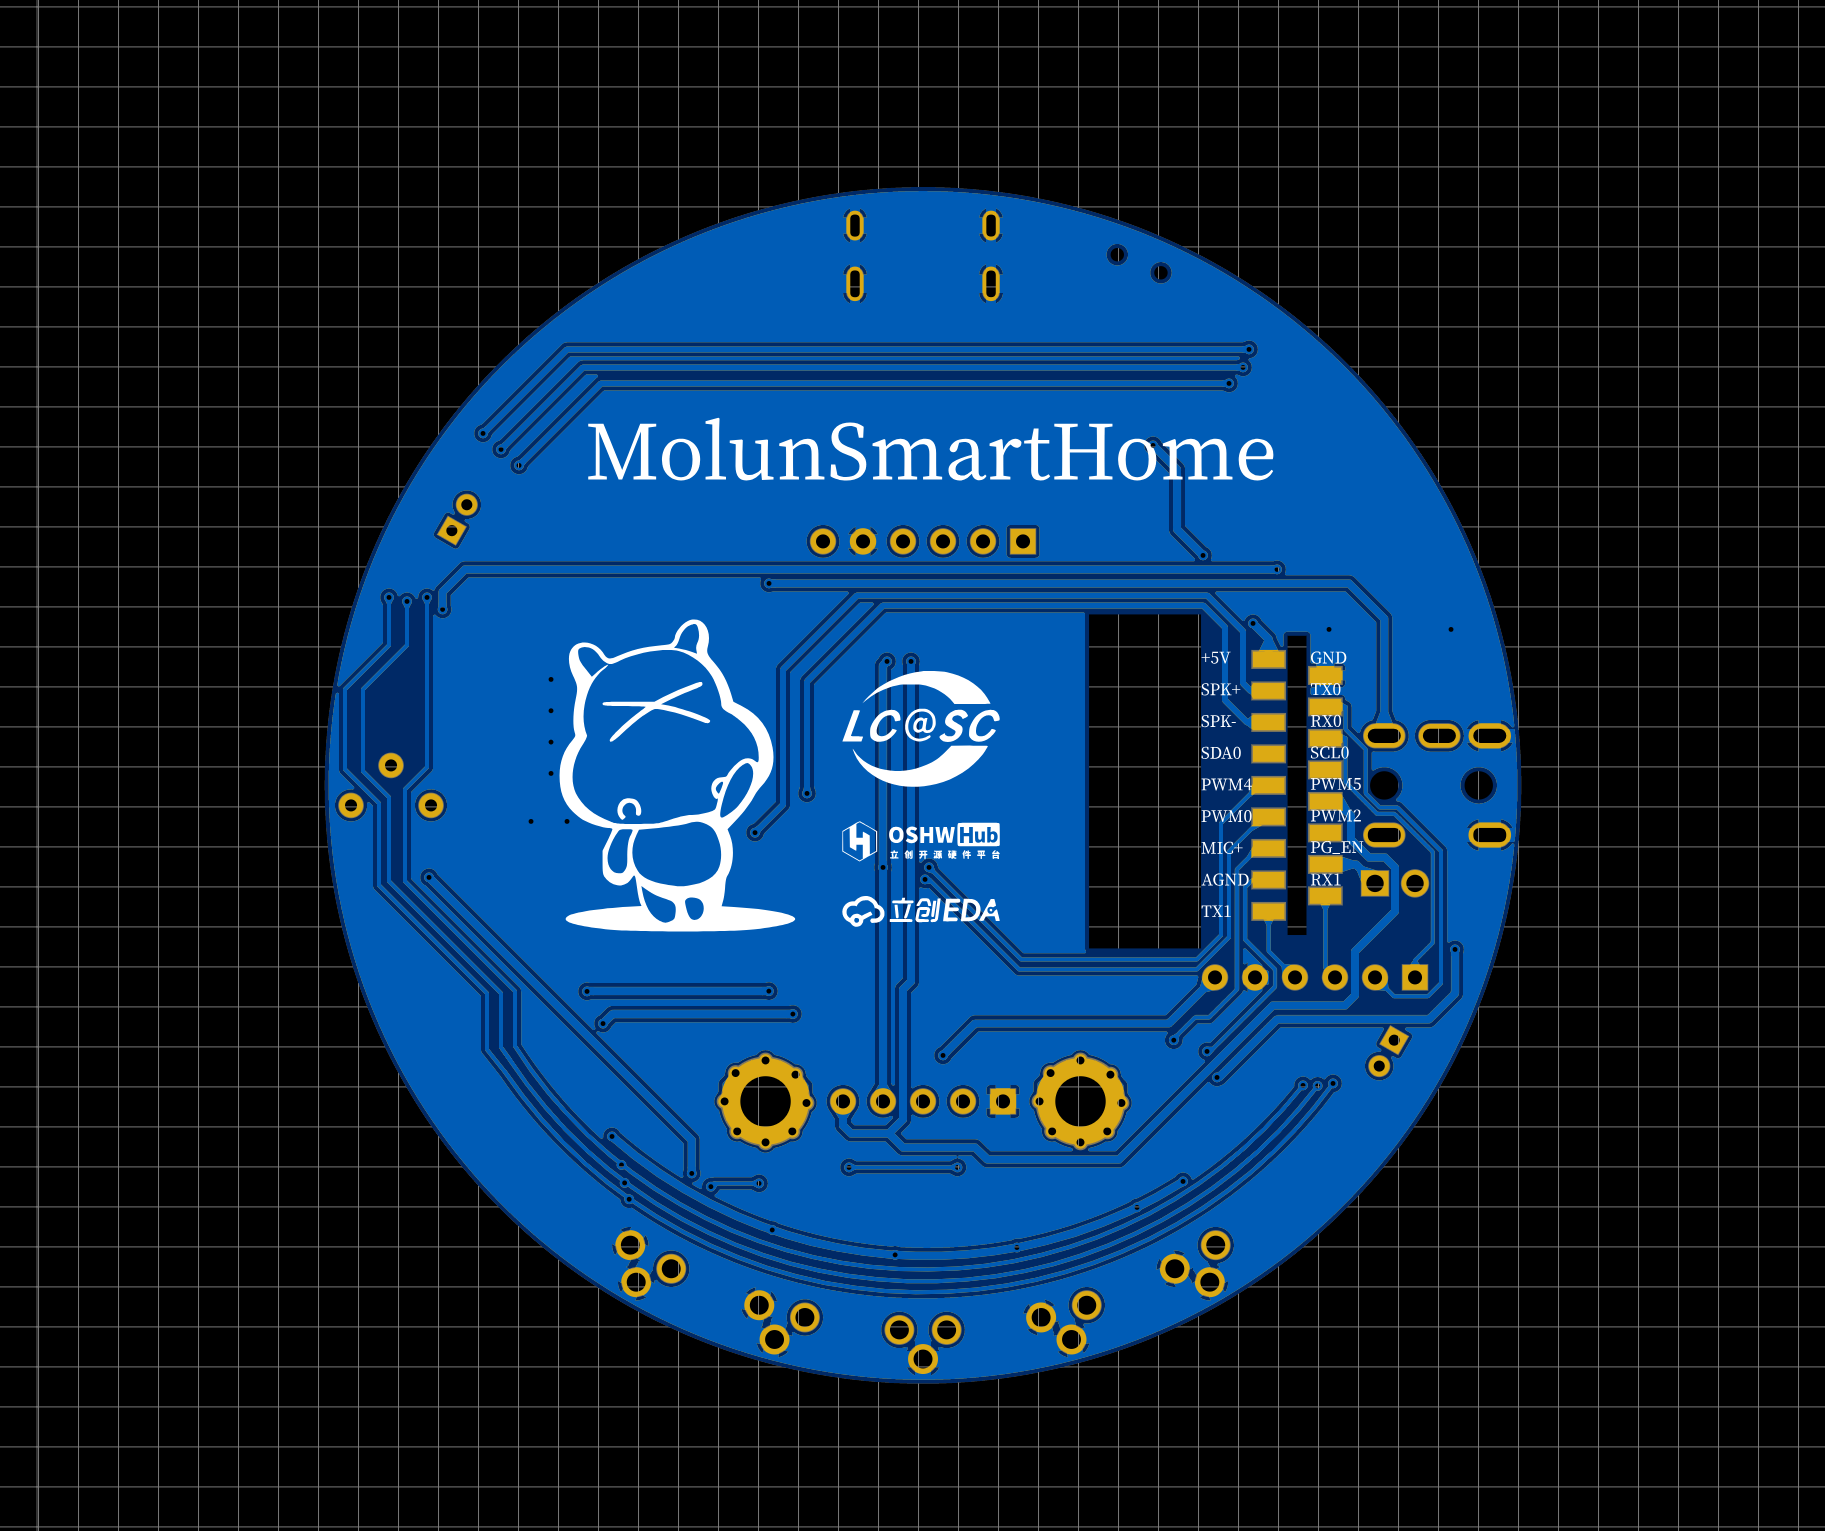 MolunSmartHome
+5V GND
SPK+ TX0
SPK- RX0
SDA0 SCL0
PWM4 PWM5
PWM0 PWM2
MIC+ PG_EN
AGND RX1
TX1
LC@SC
OSHWHub
立创开源硬件平台
立创EDA